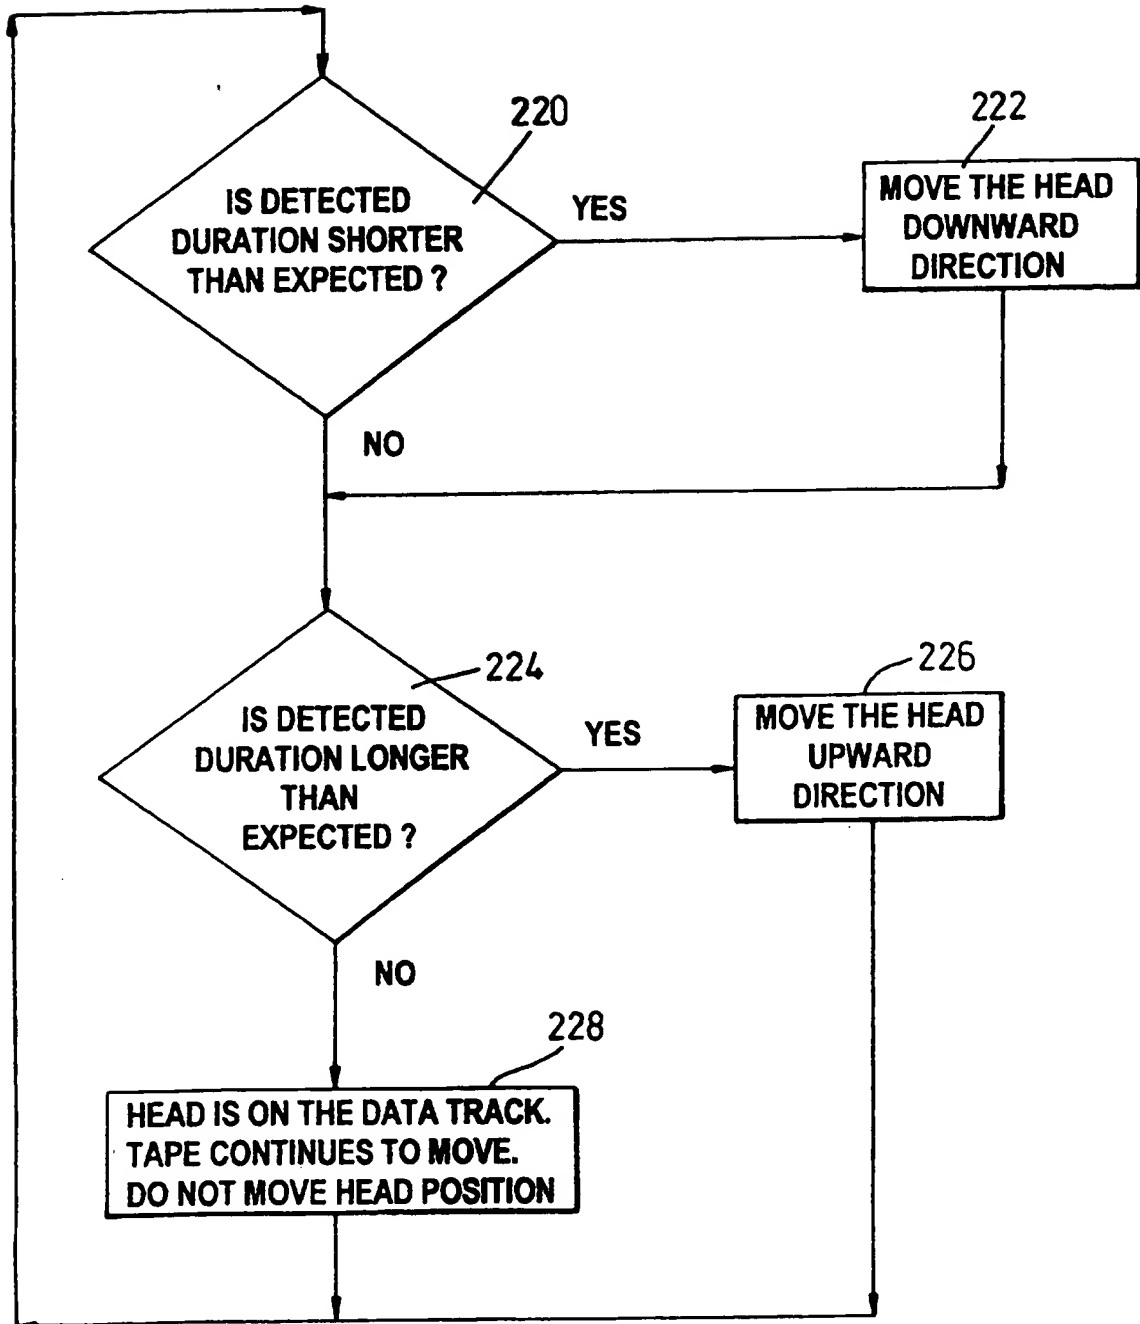 220
IS DETECTED
DURATION SHORTER
THAN EXPECTED ?
YES
222
MOVE THE HEAD
DOWNWARD
DIRECTION
NO
224
IS DETECTED
DURATION LONGER
THAN
EXPECTED ?
YES
226
MOVE THE HEAD
UPWARD
DIRECTION
NO
228
HEAD IS ON THE DATA TRACK.
TAPE CONTINUES TO MOVE.
DO NOT MOVE HEAD POSITION